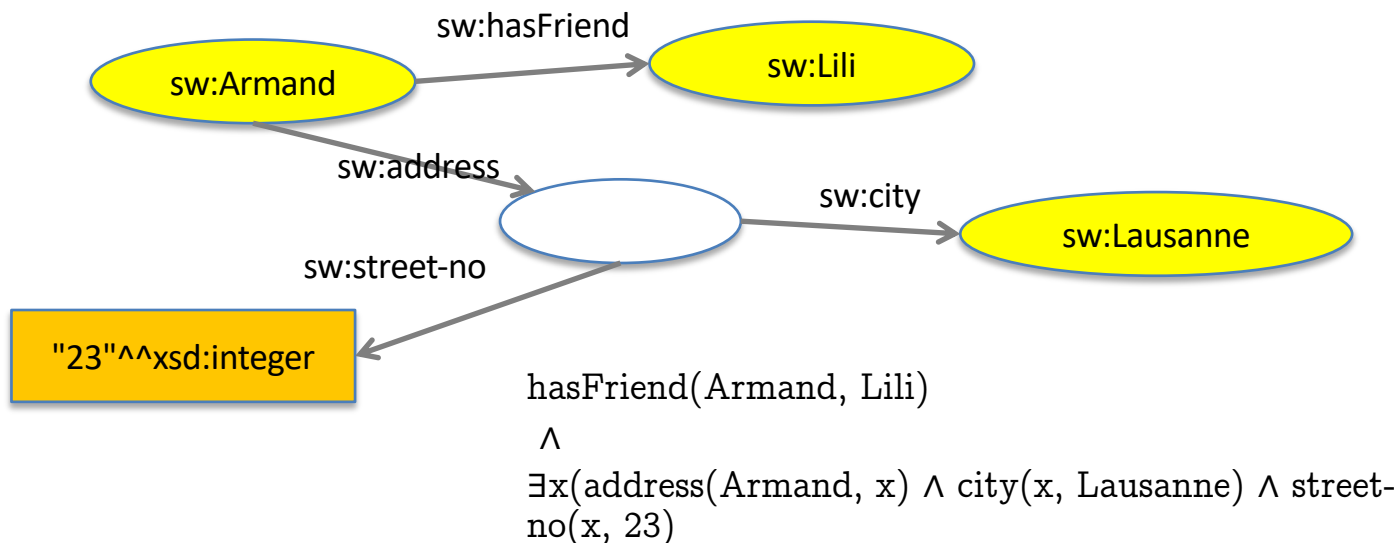 sw:hasFriend
sw:Armand
sw:Lili
sw:address
sw:city
sw:Lausanne
sw:street-no
"23"^^xsd:integer
hasFriend(Armand, Lili)
∧
∃x(address(Armand, x) ∧ city(x, Lausanne) ∧ street-
no(x, 23)